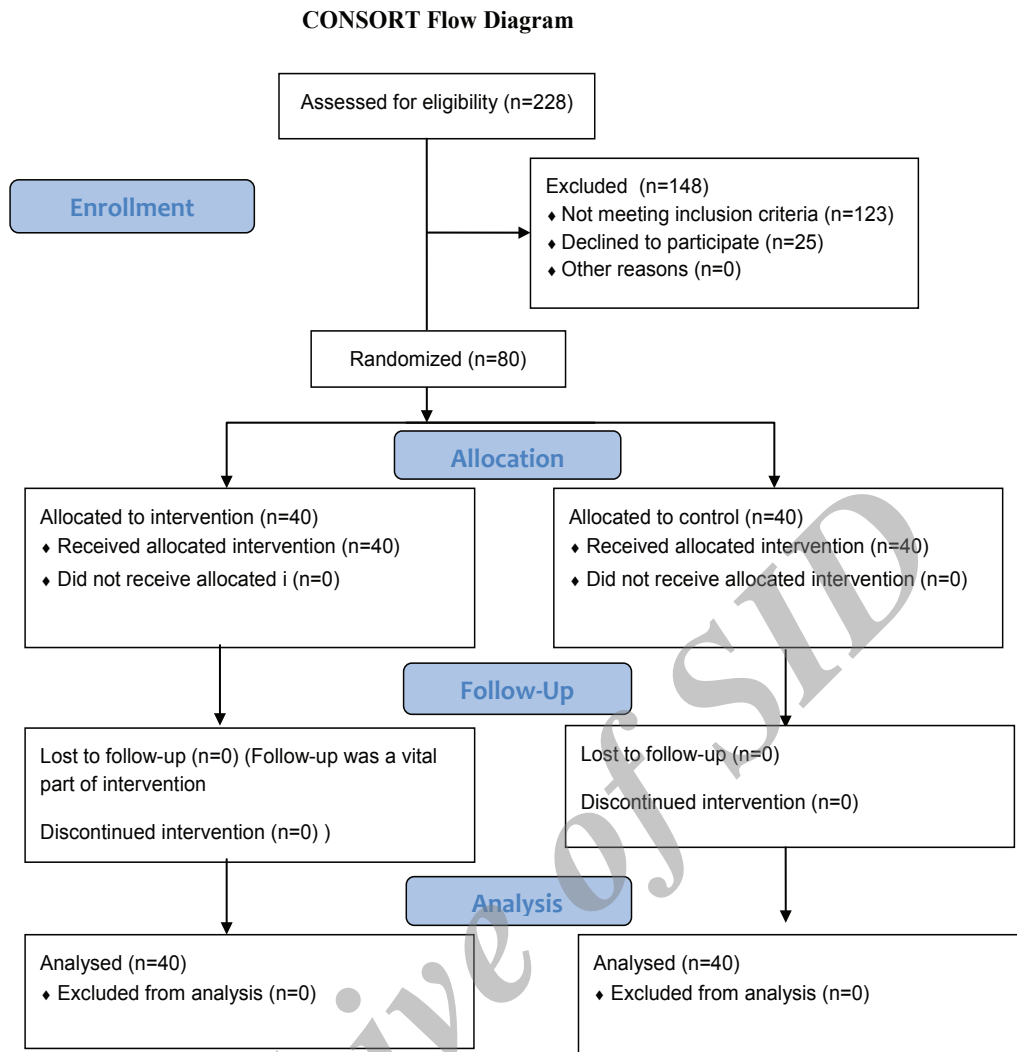 CONSORT Flow Diagram
Assessed for eligibility (n=228)
Enrollment
Excluded (n=148)
♦ Not meeting inclusion criteria (n=123)
♦ Declined to participate (n=25)
♦ Other reasons (n=0)
Randomized (n=80)
Allocation
Allocated to intervention (n=40)
♦ Received allocated intervention (n=40)
♦ Did not receive allocated i (n=0)
Allocated to control (n=40)
♦ Received allocated intervention (n=40)
♦ Did not receive allocated intervention (n=0)
Follow-Up
Lost to follow-up (n=0) (Follow-up was a vital
part of intervention
Discontinued intervention (n=0) )
Lost to follow-up (n=0)
Discontinued intervention (n=0)
Analysis
Analysed (n=40)
♦ Excluded from analysis (n=0)
Analysed (n=40)
♦ Excluded from analysis (n=0)
ive of SID